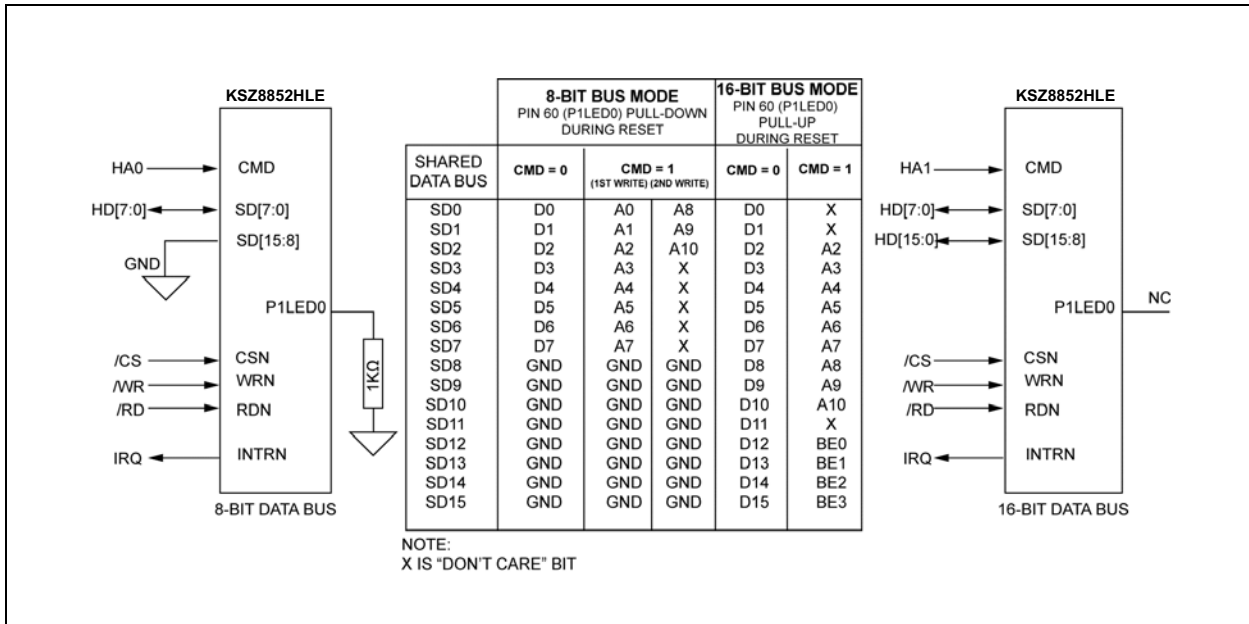 KSZ8852HLE
HA0
CMD
HD[7:0]
SD[7:0]
SD[15:8]
GND
P1LED0
1KΩ
/CS
CSN
/WR
WRN
/RD
RDN
IRQ
INTRN
8-BIT DATA BUS
8-BIT BUS MODE
PIN 60 (P1LED0) PULL-DOWN
DURING RESET
16-BIT BUS MODE
PIN 60 (P1LED0)
PULL-UP
DURING RESET
SHARED
DATA BUS
CMD = 0
CMD = 1
(1ST WRITE) (2ND WRITE)
CMD = 0
CMD = 1
SD0 D0 A0 A8 D0 X
SD1 D1 A1 A9 D1 X
SD2 D2 A2 A10 D2 A2
SD3 D3 A3 X D3 A3
SD4 D4 A4 X D4 A4
SD5 D5 A5 X D5 A5
SD6 D6 A6 X D6 A6
SD7 D7 A7 X D7 A7
SD8 GND GND GND D8 A8
SD9 GND GND GND D9 A9
SD10 GND GND GND D10 A10
SD11 GND GND GND D11 X
SD12 GND GND GND D12 BE0
SD13 GND GND GND D13 BE1
SD14 GND GND GND D14 BE2
SD15 GND GND GND D15 BE3
NOTE:
X IS "DON'T CARE" BIT
KSZ8852HLE
HA1
CMD
HD[7:0]
SD[7:0]
HD[15:0]
SD[15:8]
P1LED0
NC
/CS
CSN
/WR
WRN
/RD
RDN
IRQ
INTRN
16-BIT DATA BUS